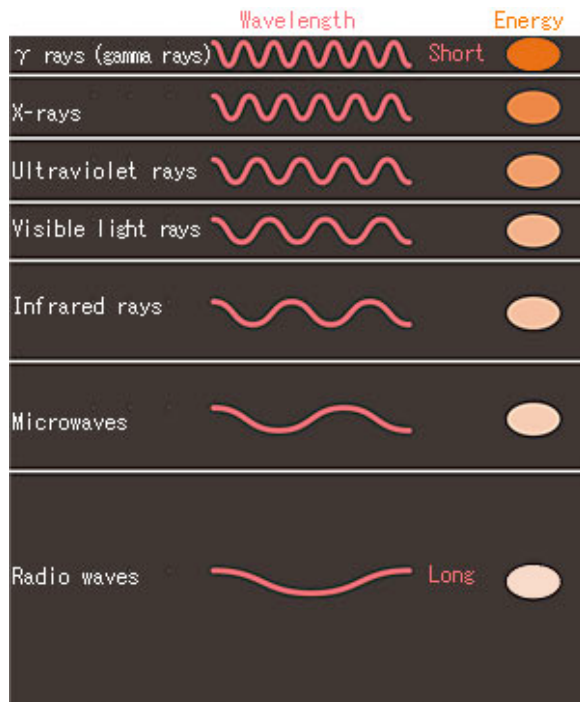 Wavelength Energy
γ rays (gamma rays) Short
X-rays
Ultraviolet rays
Visible light rays
Infrared rays
Microwaves
Radio waves Long